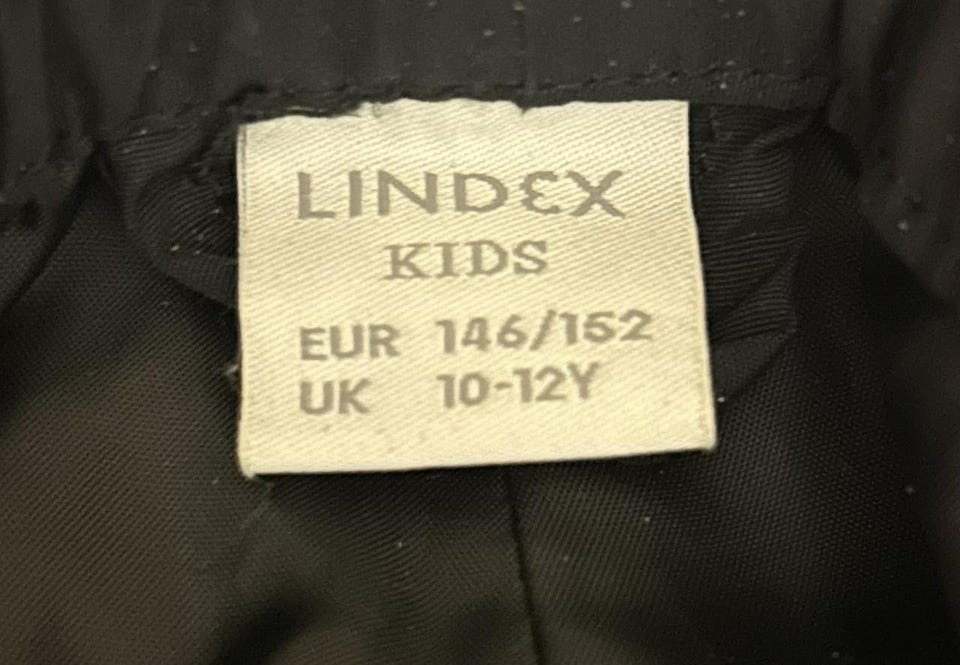 LINDEX
KIDS
EUR 146/152
UK 10-12Y